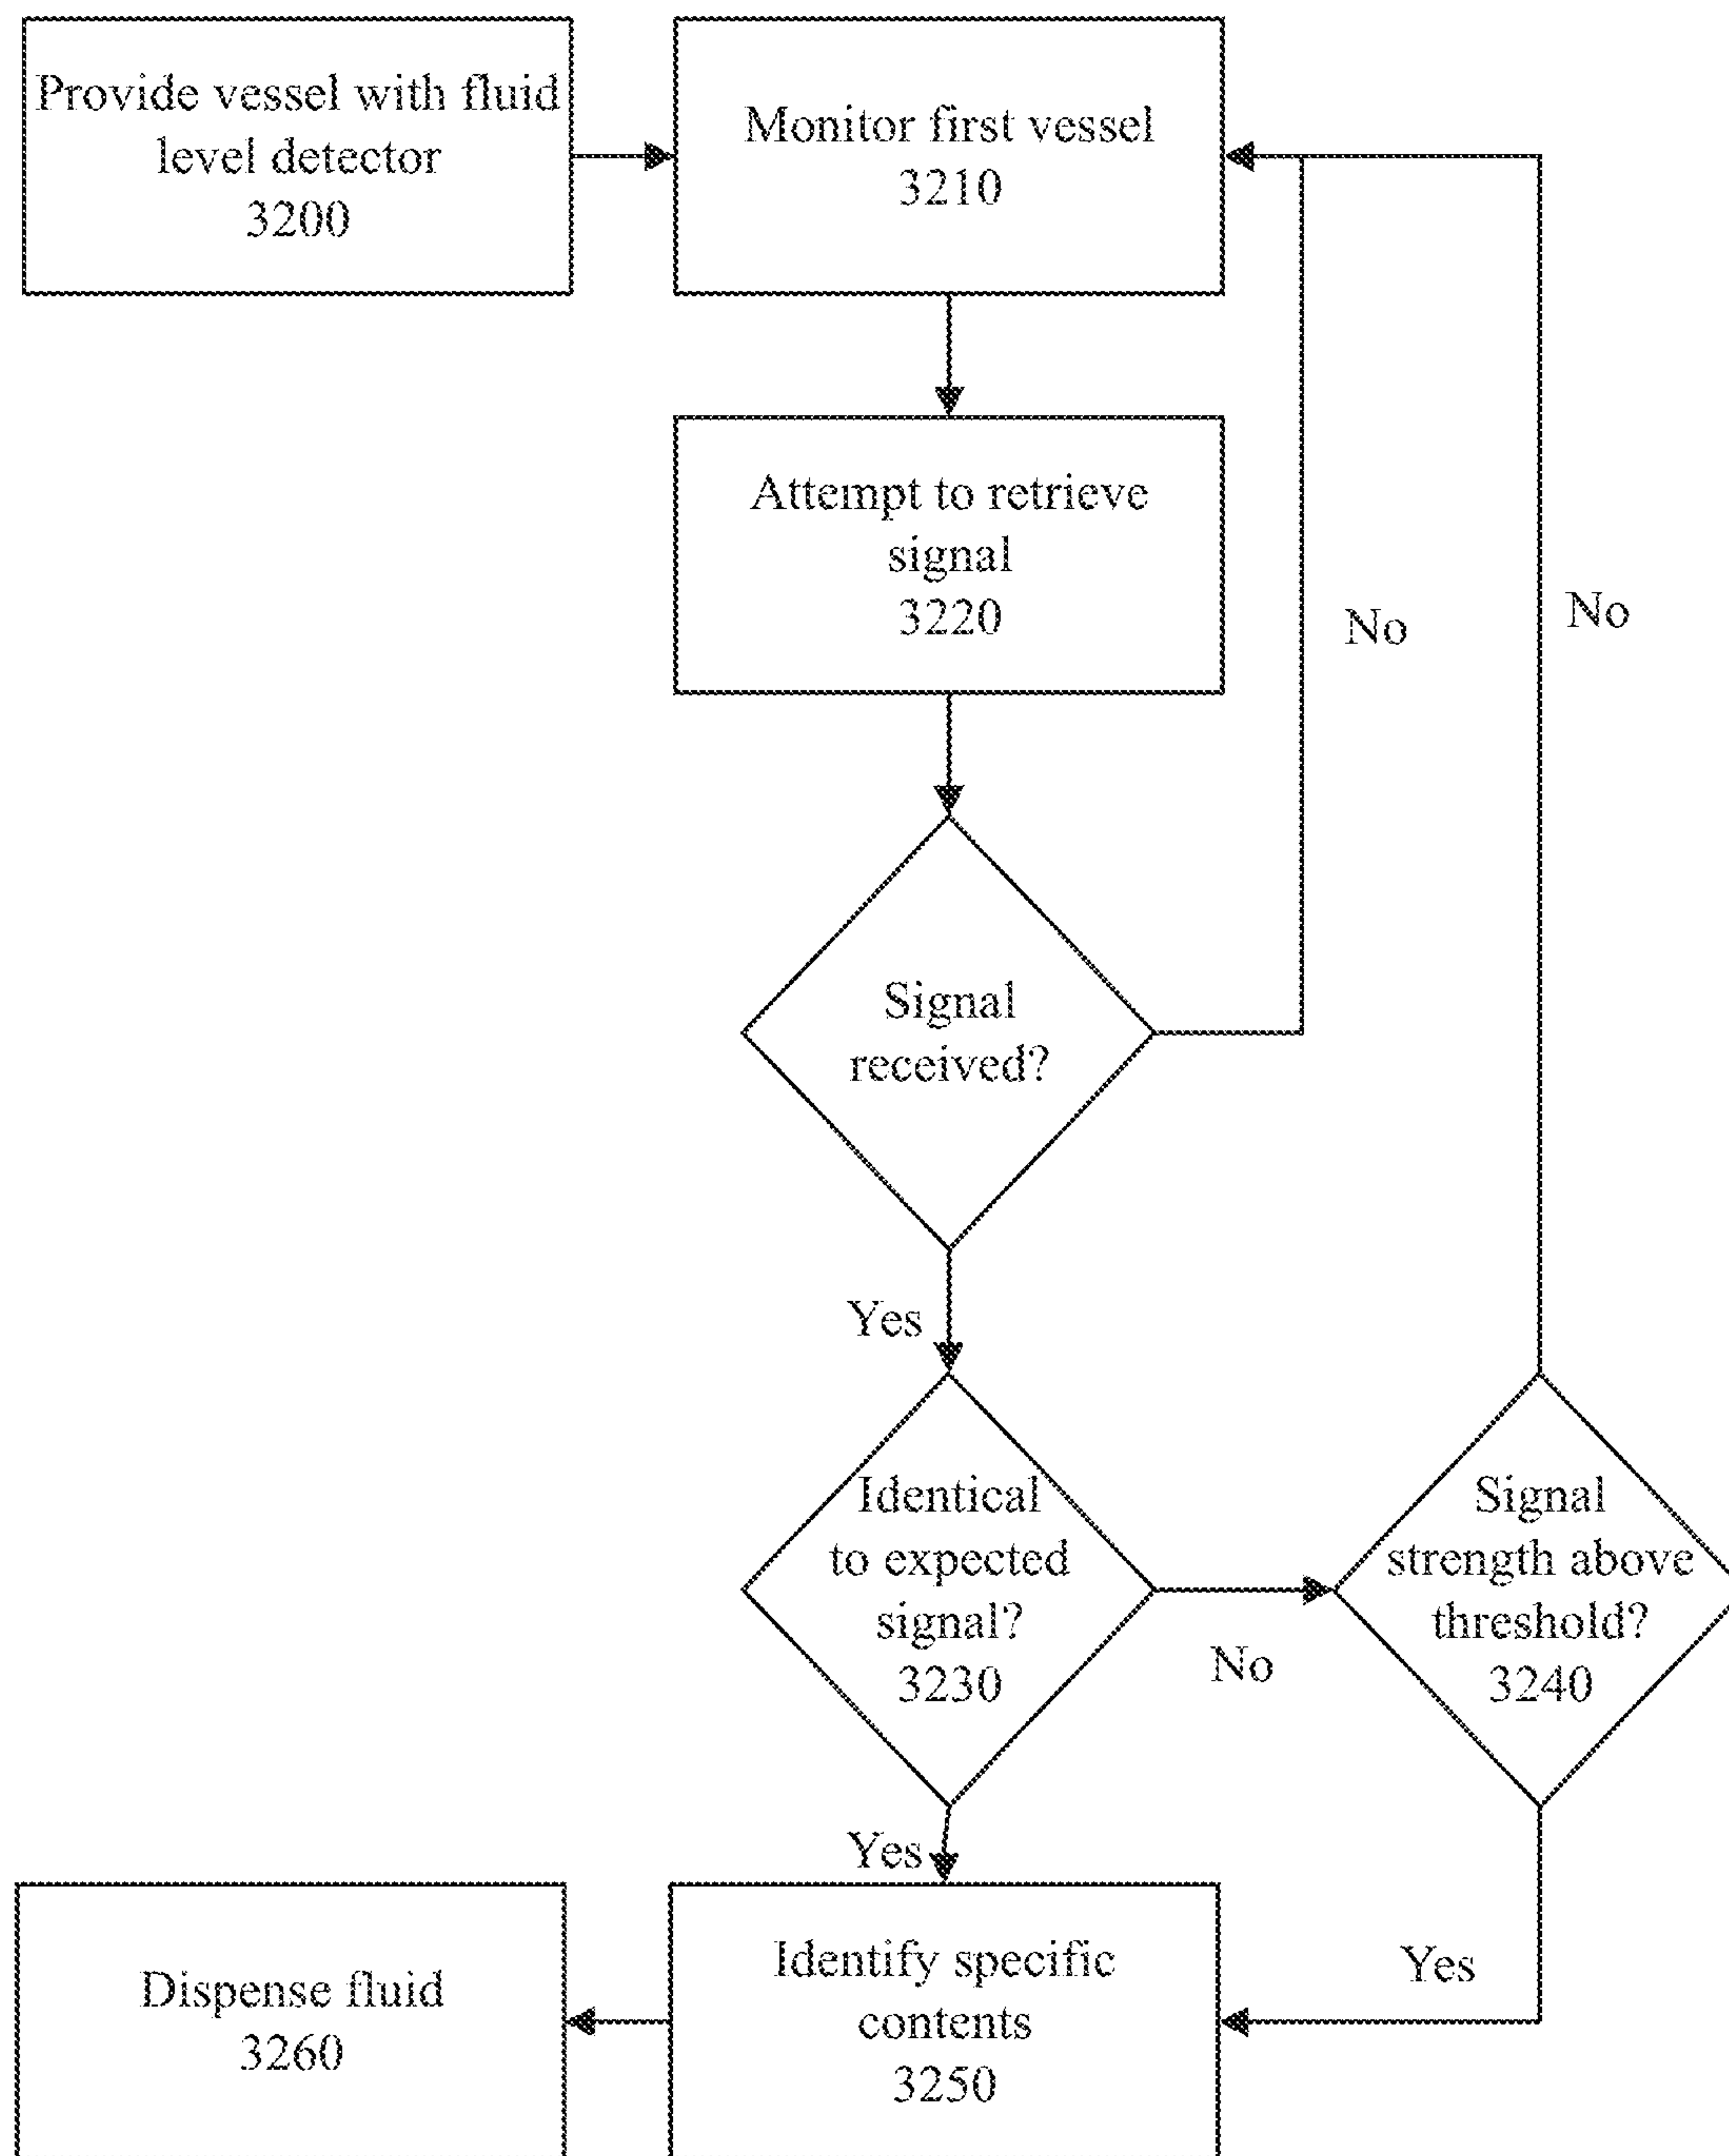 Provide vessel with fluid
level detector
3200
Monitor first vessel
3210
Attempt to retrieve
signal
3220
No
No
Signal
received?
Yes
Identical
to expected
signal?
3230
No
Signal
strength above
threshold?
3240
Yes
Yes
Identify specific
contents
3250
Dispense fluid
3260